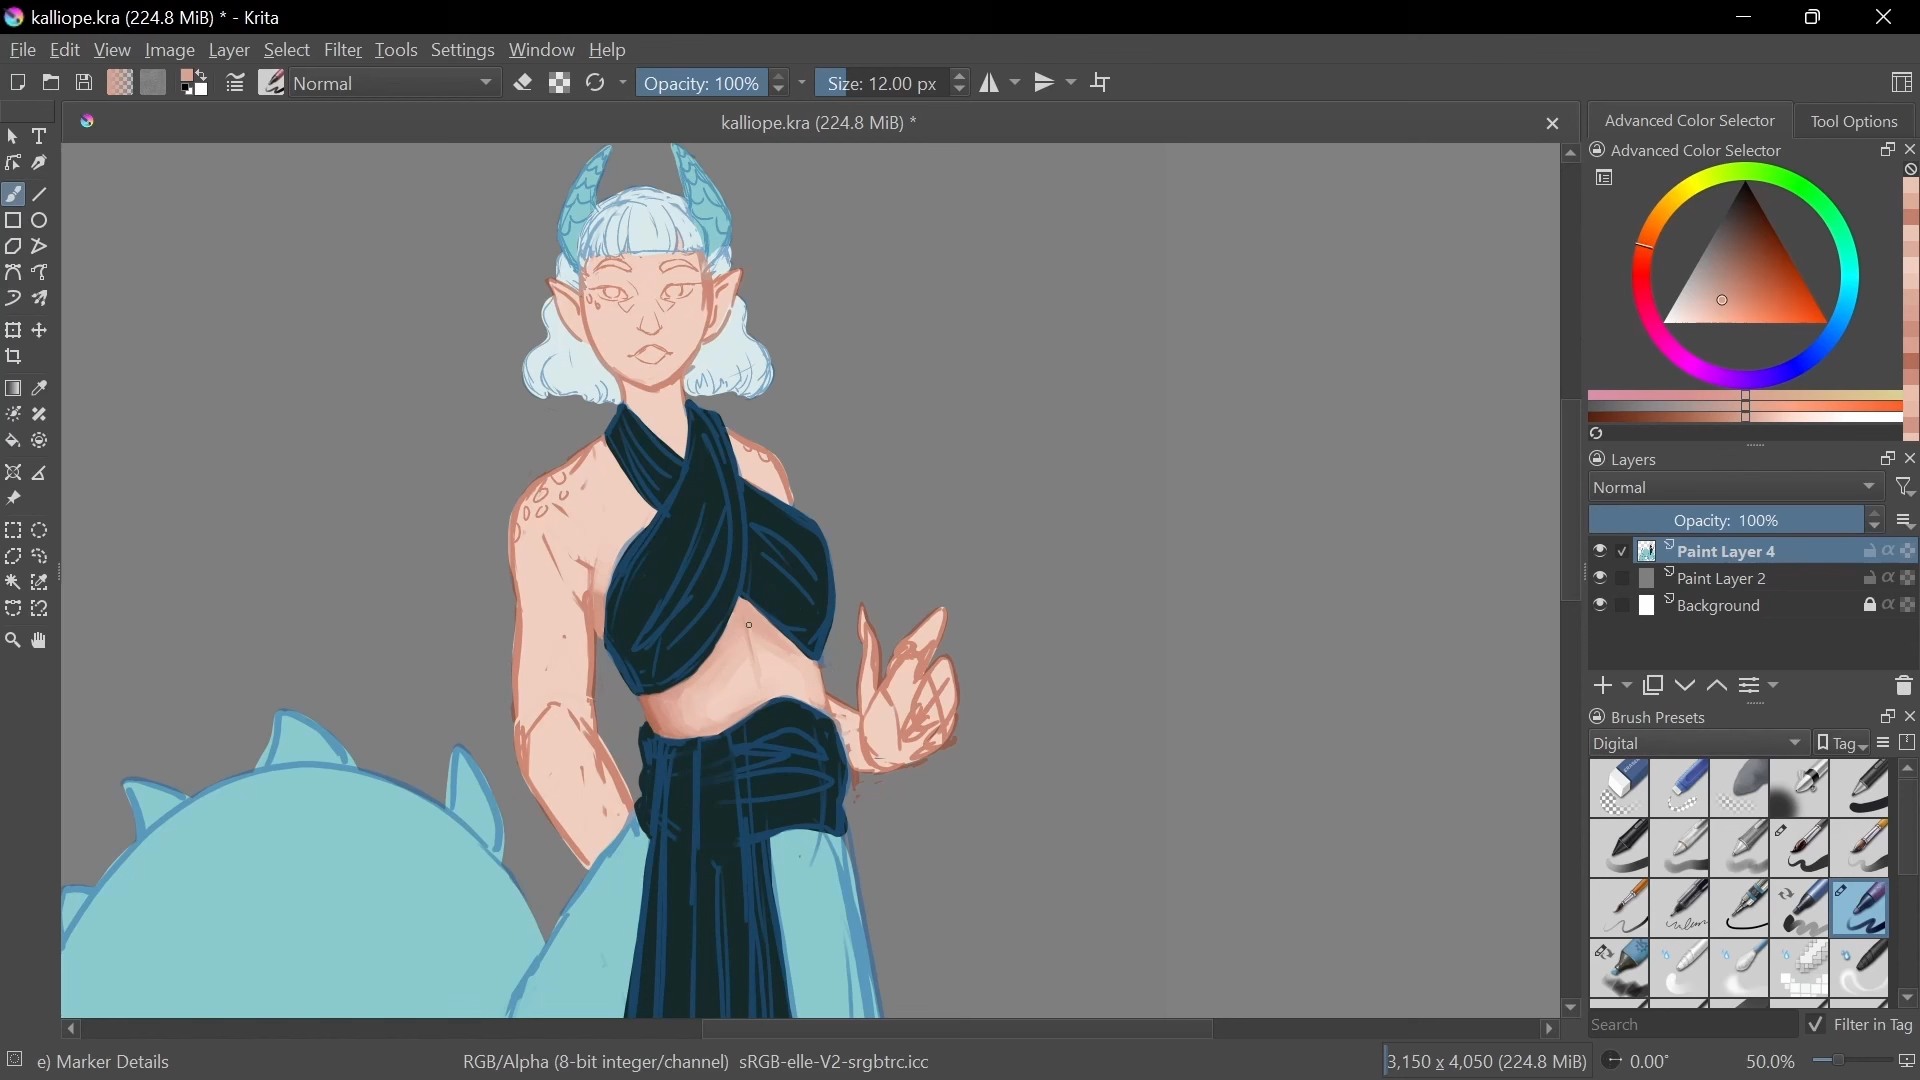 kalliope.kra (224.8 MiB) * - Krita
File Edit View Image Layer Select Filter Tools Settings Window Help
Normal
Opacity: 100%
Size: 12.00 px
kalliope.kra (224.8 MiB) *
Advanced Color Selector
Tool Options
Advanced Color Selector
Layers
Normal
Opacity: 100%
Paint Layer 4
Paint Layer 2
Background
Brush Presets
Digital
Tag
Search
Filter in Tag
e) Marker Details
RGB/Alpha (8-bit integer/channel) sRGB-elle-V2-srgbtrc.icc
3,150 x 4,050 (224.8 MiB)
0.00°
50.0%